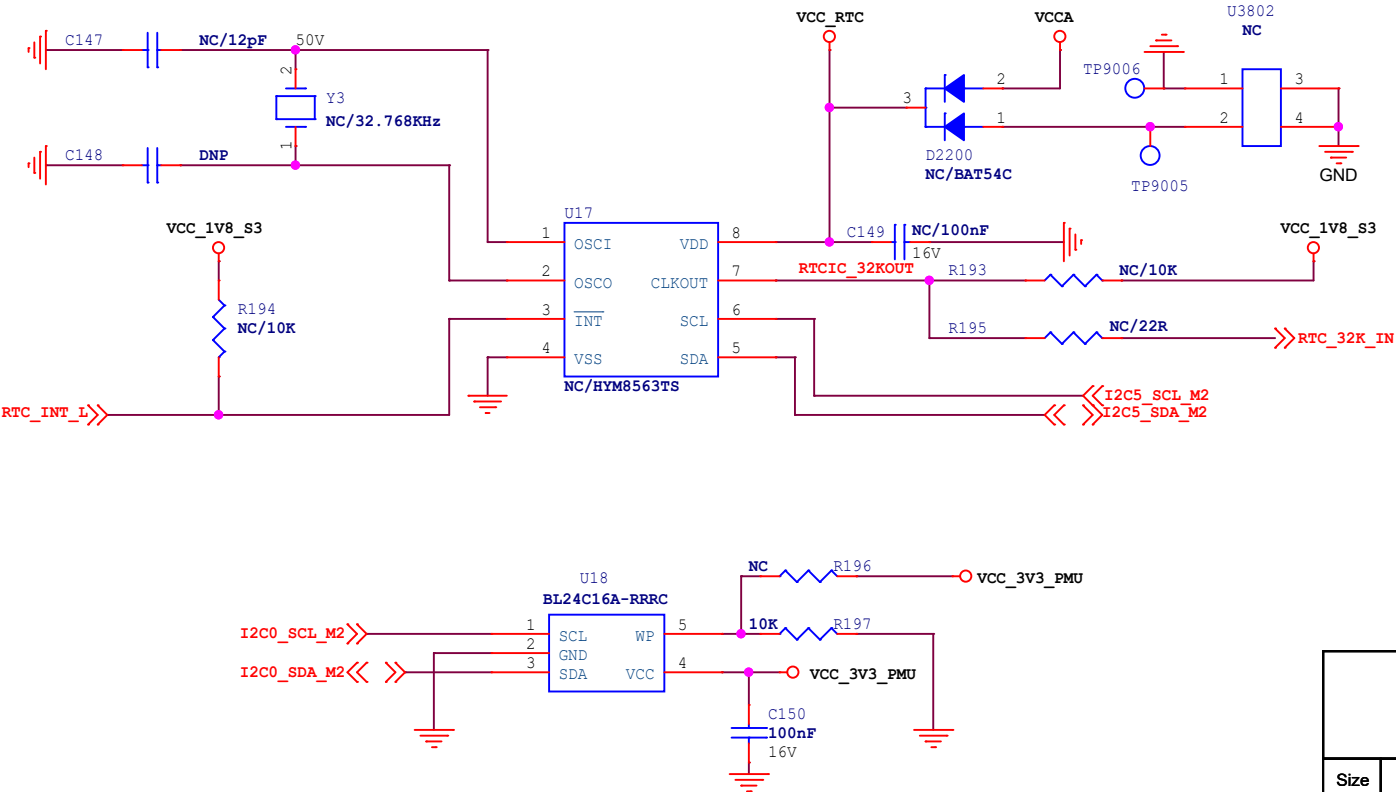 VCC_RTC
VCCA
U3802
NC
C147
NC/12pF
50V
2
Y3
NC/32.768KHz
1
C148
DNP
TP9006
1
3
2
4
3
2
1
D2200
NC/BAT54C
TP9005
GND
VCC_1V8_S3
R194
NC/10K
U17
1
OSCI
VDD
8
2
OSCO
CLKOUT
7
3
INT
SCL
6
4
VSS
SDA
5
NC/HYM8563TS
C149
NC/100nF
16V
RTCIC_32KOUT
R193
NC/10K
VCC_1V8_S3
R195
NC/22R
RTC_32K_IN
RTC_INT_L
I2C5_SCL_M2
I2C5_SDA_M2
U18
BL24C16A-RRRC
NC
R196
VCC_3V3_PMU
I2C0_SCL_M2
1
SCL
WP
5
10K
R197
2
GND
I2C0_SDA_M2
3
SDA
VCC
4
VCC_3V3_PMU
C150
100nF
16V
Size